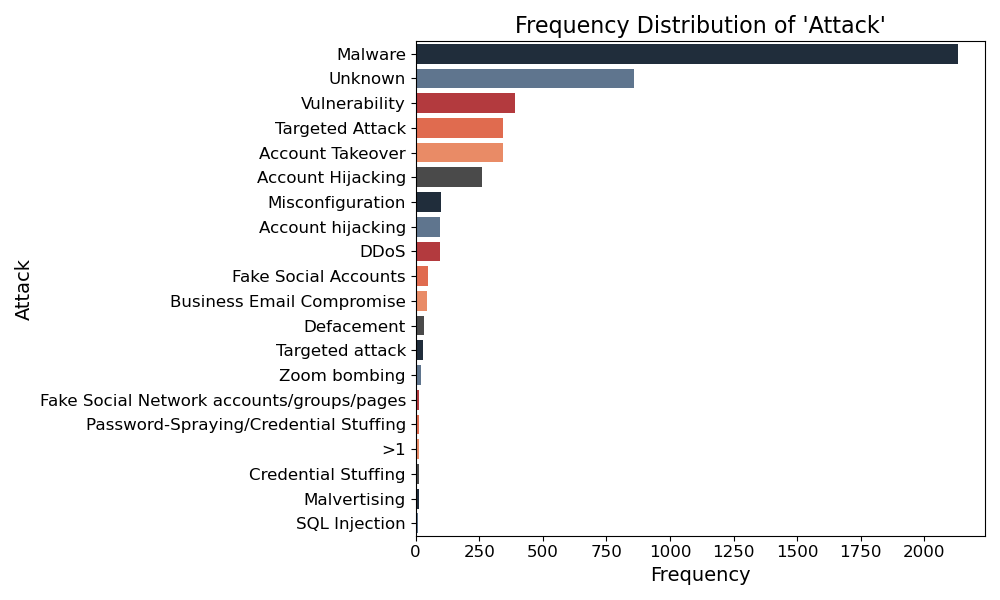 Frequency Distribution of 'Attack'
Attack
Malware
Unknown
Vulnerability
Targeted Attack
Account Takeover
Account Hijacking
Misconfiguration
Account hijacking
DDoS
Fake Social Accounts
Business Email Compromise
Defacement
Targeted attack
Zoom bombing
Fake Social Network accounts/groups/pages
Password-Spraying/Credential Stuffing
>1
Credential Stuffing
Malvertising
SQL Injection
0 250 500 750 1000 1250 1500 1750 2000
Frequency